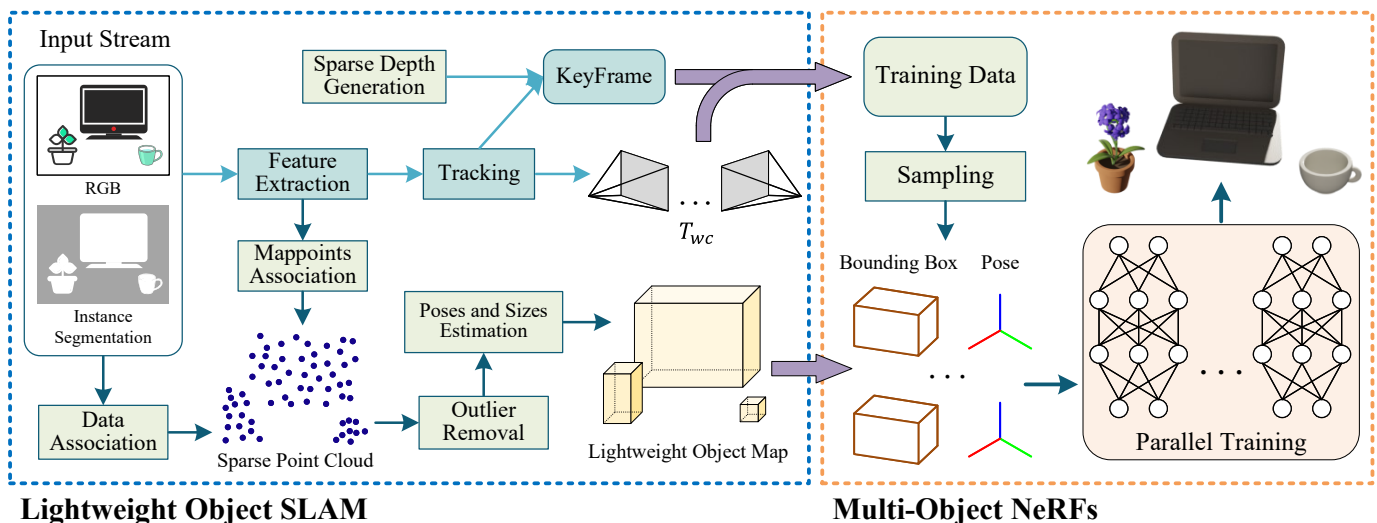 Input Stream
RGB
Instance
Segmentation
Sparse Depth
Generation
KeyFrame
Feature
Extraction
Tracking
. . .
T_wc
Mappoints
Association
Poses and Sizes
Estimation
Data
Association
Sparse Point Cloud
Outlier
Removal
Lightweight Object Map
Lightweight Object SLAM
Training Data
Sampling
Bounding Box
Pose
. . .
. . .
Parallel Training
Multi-Object NeRFs